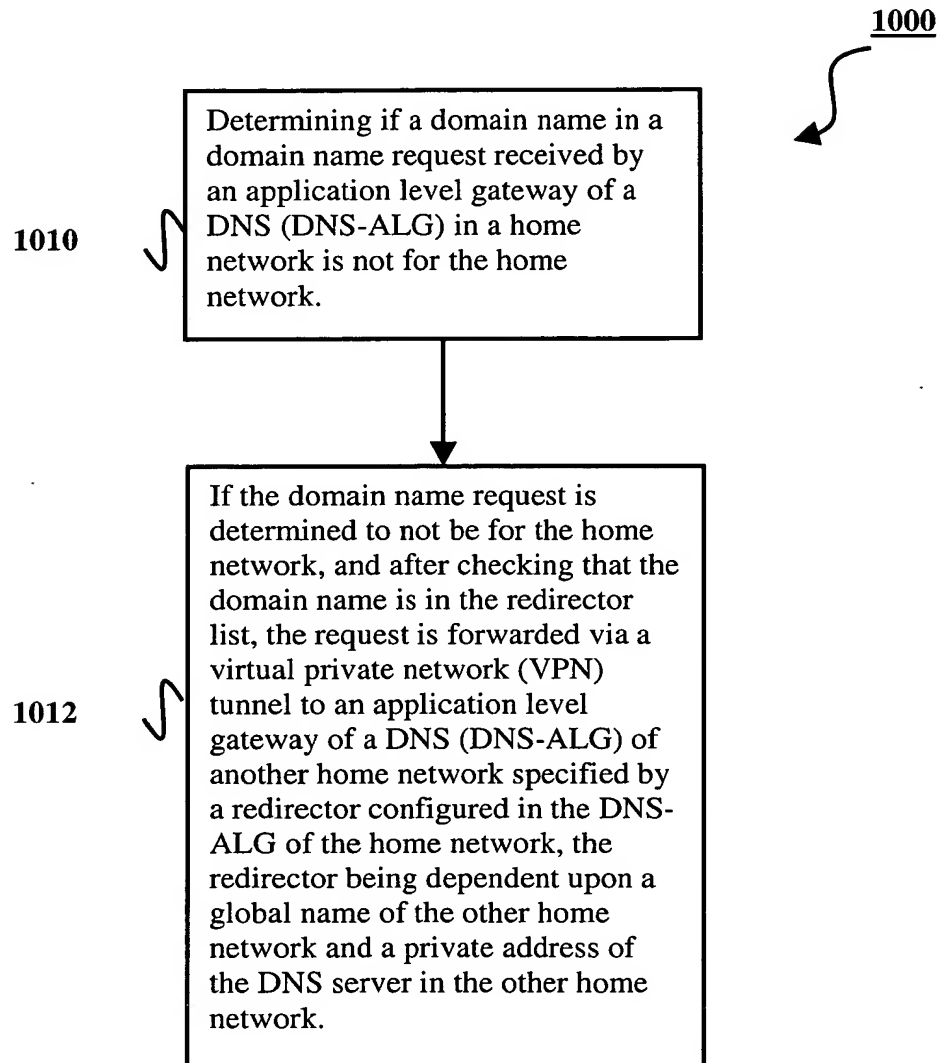 1000
Determining if a domain name in a
domain name request received by
an application level gateway of a
DNS (DNS-ALG) in a home
network is not for the home
network.
1010
If the domain name request is
determined to not be for the home
network, and after checking that the
domain name is in the redirector
list, the request is forwarded via a
virtual private network (VPN)
tunnel to an application level
gateway of a DNS (DNS-ALG) of
another home network specified by
a redirector configured in the DNS-
ALG of the home network, the
redirector being dependent upon a
global name of the other home
network and a private address of
the DNS server in the other home
network.
1012